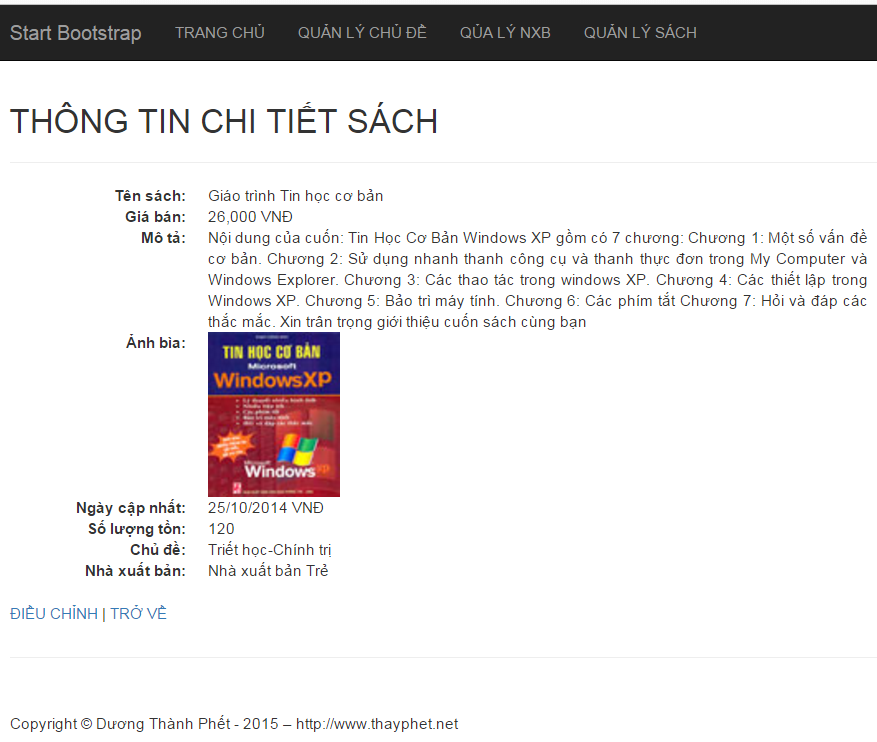 Start Bootstrap TRANG CHỦ QUẢN LÝ CHỦ ĐỀ QỦA LÝ NXB QUẢN LÝ SÁCH
THÔNG TIN CHI TIẾT SÁCH
Tên sách: Giáo trình Tin học cơ bản
Giá bán: 26,000 VNĐ
Mô tả: Nội dung của cuốn: Tin Học Cơ Bản Windows XP gồm có 7 chương: Chương 1: Một số vấn đề
cơ bản. Chương 2: Sử dụng nhanh thanh công cụ và thanh thực đơn trong My Computer và
Windows Explorer. Chương 3: Các thao tác trong windows XP. Chương 4: Các thiết lập trong
Windows XP. Chương 5: Bảo trì máy tính. Chương 6: Các phím tắt Chương 7: Hỏi và đáp các
thắc mắc. Xin trân trọng giới thiệu cuốn sách cùng bạn
Ảnh bìa:
TIN HỌC CƠ BẢN
Microsoft
WindowsXP
Microsoft
Windows xp
Ngày cập nhất: 25/10/2014 VNĐ
Số lượng tồn: 120
Chủ đề: Triết học-Chính trị
Nhà xuất bản: Nhà xuất bản Trẻ
ĐIỀU CHỈNH | TRỞ VỀ
Copyright © Dương Thành Phết - 2015 – http://www.thayphet.net